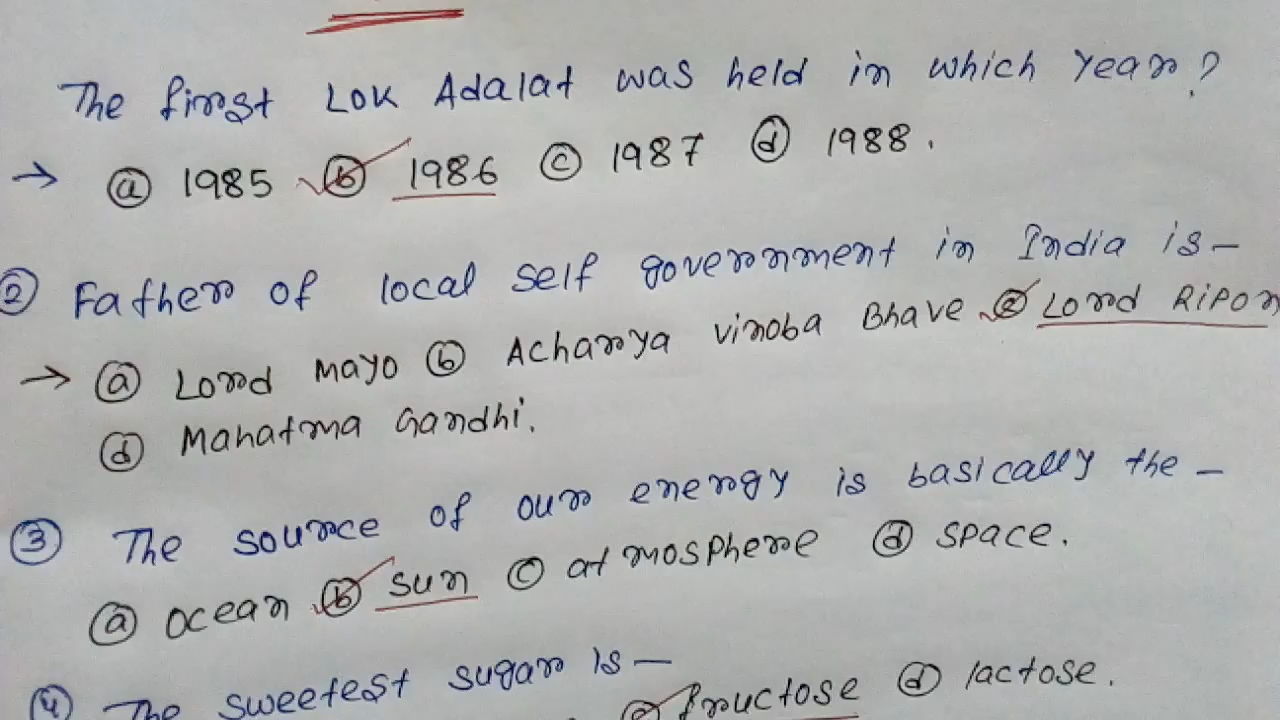 The first Lok Adalat was held in which year?
→ ⓐ 1985 ⓑ 1986 ⓒ 1987 ⓓ 1988.
② Father of local self government in India is -
→ ⓐ Lord Mayo ⓑ Acharya vinoba Bhave ⓒ Lord Ripon
ⓓ Mahatma Gandhi.
③ The source of our energy is basically the -
ⓐ ocean ⓑ sun ⓒ atmosphere ⓓ space.
④ The sweetest sugar is -
ⓒ fructose ⓓ lactose.